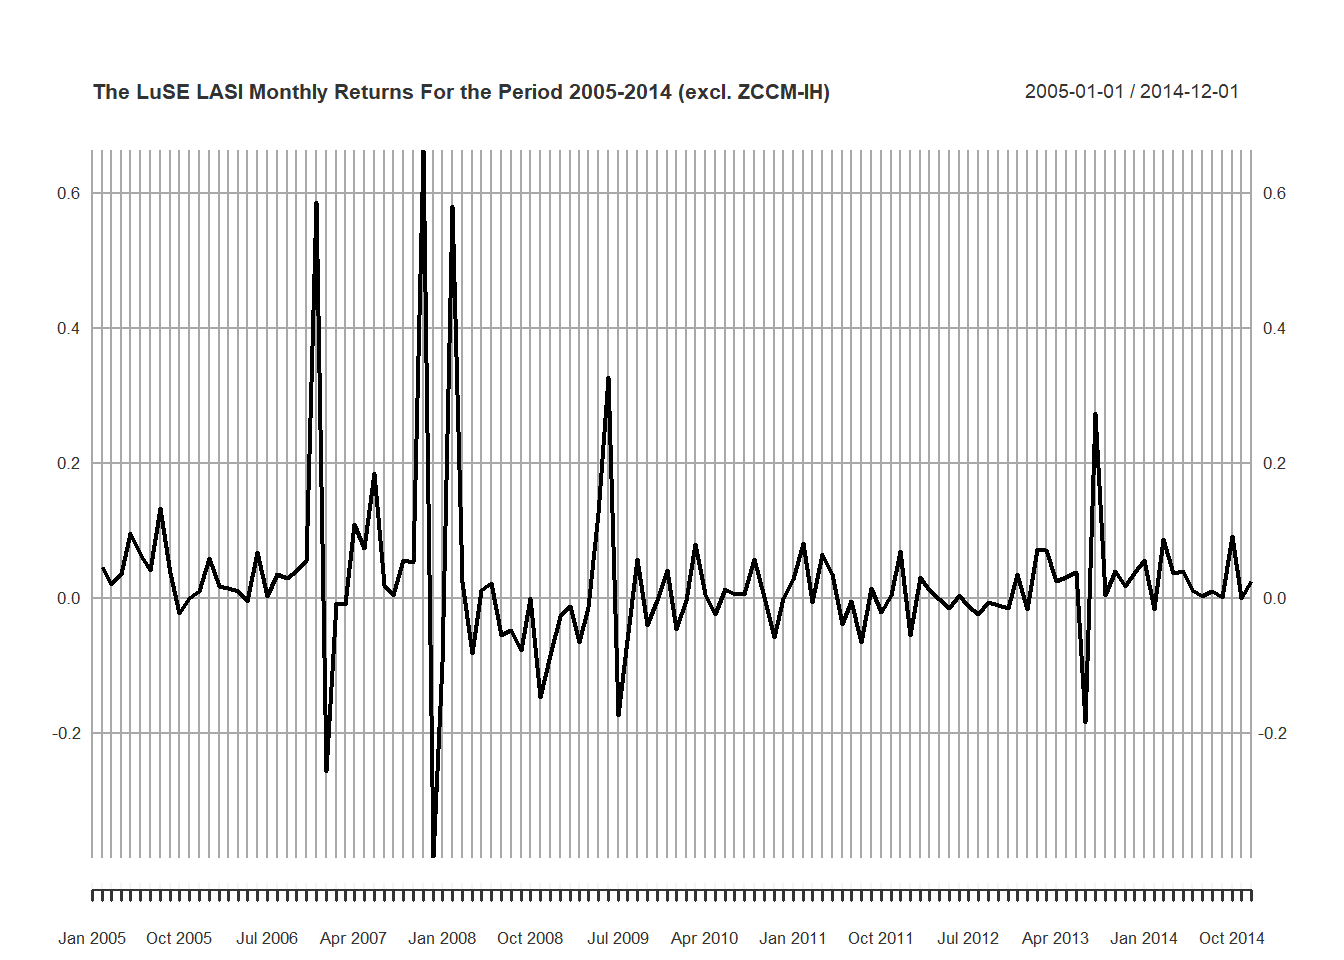 The LuSE LASI Monthly Returns For the Period 2005-2014 (excl. ZCCM-IH) 2005-01-01 / 2014-12-01
0.6 0.6
0.4 0.4
0.2 0.2
0.0 0.0
-0.2 -0.2
Jan 2005 Oct 2005 Jul 2006 Apr 2007 Jan 2008 Oct 2008 Jul 2009 Apr 2010 Jan 2011 Oct 2011 Jul 2012 Apr 2013 Jan 2014 Oct 2014